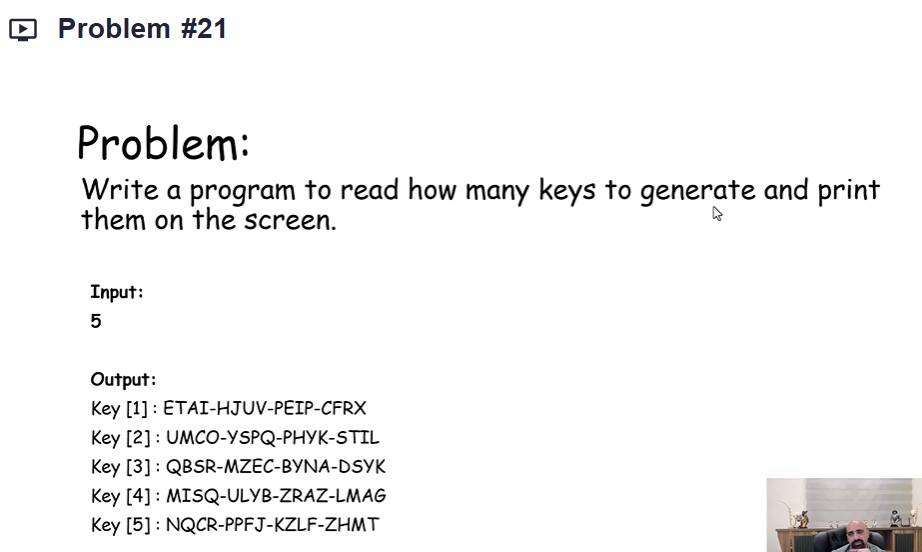 Problem #21
Problem:
Write a program to read how many keys to generate and print
them on the screen.
Input:
5
Output:
Key [1] : ETAI-HJUV-PEIP-CFRX
Key [2] : UMCO-YSPQ-PHYK-STIL
Key [3] : QBSR-MZEC-BYNA-DSYK
Key [4] : MISQ-ULYB-ZRAZ-LMAG
Key [5] : NQCR-PPFJ-KZLF-ZHMT